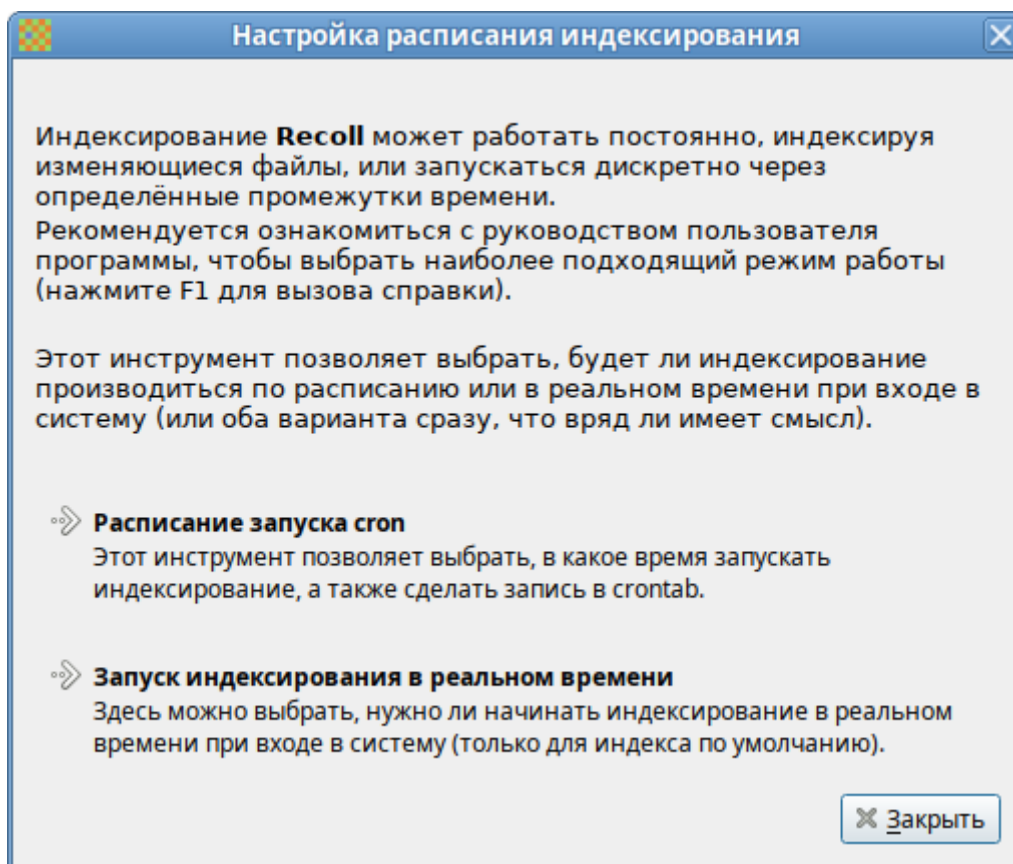 Настройка расписания индексирования
Индексирование Recoll может работать постоянно, индексируя
изменяющиеся файлы, или запускаться дискретно через
определённые промежутки времени.
Рекомендуется ознакомиться с руководством пользователя
программы, чтобы выбрать наиболее подходящий режим работы
(нажмите F1 для вызова справки).
Этот инструмент позволяет выбрать, будет ли индексирование
производиться по расписанию или в реальном времени при входе в
систему (или оба варианта сразу, что вряд ли имеет смысл).
Расписание запуска cron
Этот инструмент позволяет выбрать, в какое время запускать
индексирование, а также сделать запись в crontab.
Запуск индексирования в реальном времени
Здесь можно выбрать, нужно ли начинать индексирование в реальном
времени при входе в систему (только для индекса по умолчанию).
Закрыть